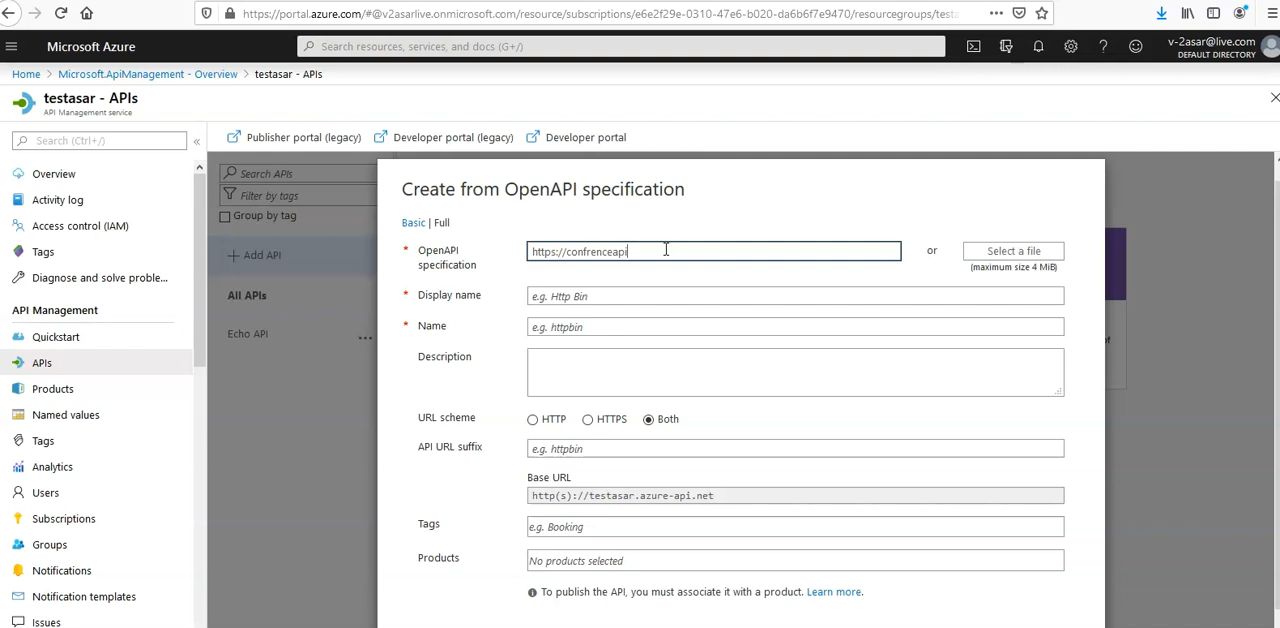 https://portal.azure.com/#@v2asarlive.onmicrosoft.com/resource/subscriptions/e6e2f29e-0310-47e6-b020-da6b6f7e9470/resourcegroups/testa
Microsoft Azure
Search resources, services, and docs (G+/)
v-2asar@live.com
DEFAULT DIRECTORY
Home > Microsoft.ApiManagement - Overview > testasar - APIs
testasar - APIs
API Management service
Search (Ctrl+/)
«
Publisher portal (legacy)
Developer portal (legacy)
Developer portal
Overview
Activity log
Access control (IAM)
Tags
Diagnose and solve proble...
API Management
Quickstart
APIs
Products
Named values
Tags
Analytics
Users
Subscriptions
Groups
Notifications
Notification templates
Issues
Search APIs
Filter by tags
Group by tag
+ Add API
All APIs
Echo API
...
Create from OpenAPI specification
Basic | Full
* OpenAPI
specification
https://confrenceapi
or
Select a file
(maximum size 4 MiB)
* Display name
e.g. Http Bin
* Name
e.g. httpbin
Description
URL scheme
HTTP
HTTPS
Both
API URL suffix
e.g. httpbin
Base URL
http(s)://testasar.azure-api.net
Tags
e.g. Booking
Products
No products selected
To publish the API, you must associate it with a product. Learn more.
of